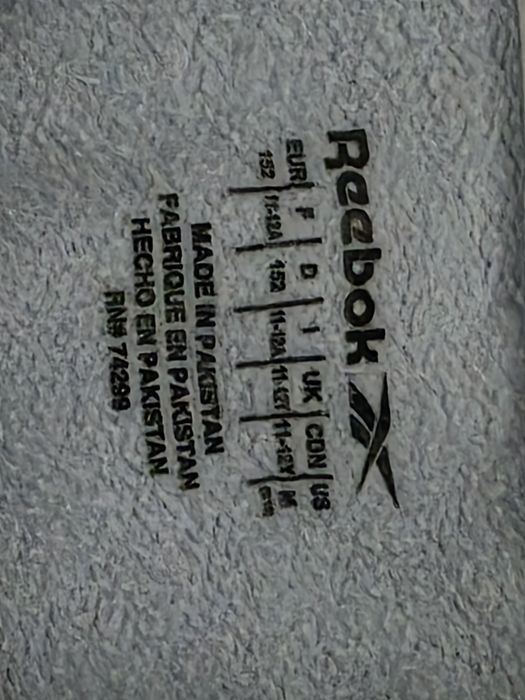 Reebok
EUR F D I UK CDN US
152 11-12A 152 11-12A 11-12Y 11-12Y M
MADE IN PAKISTAN
FABRIQUE EN PAKISTAN
HECHO EN PAKISTAN
RN# 74299